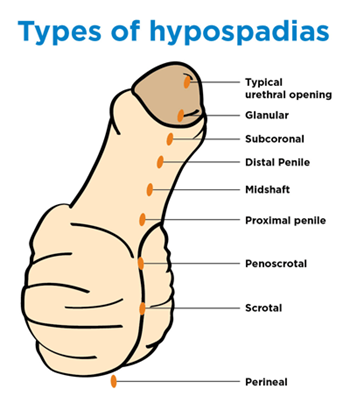 Types of hypospadias
Typical
urethral opening
Glanular
Subcoronal
Distal Penile
Midshaft
Proximal penile
Penoscrotal
Scrotal
Perineal